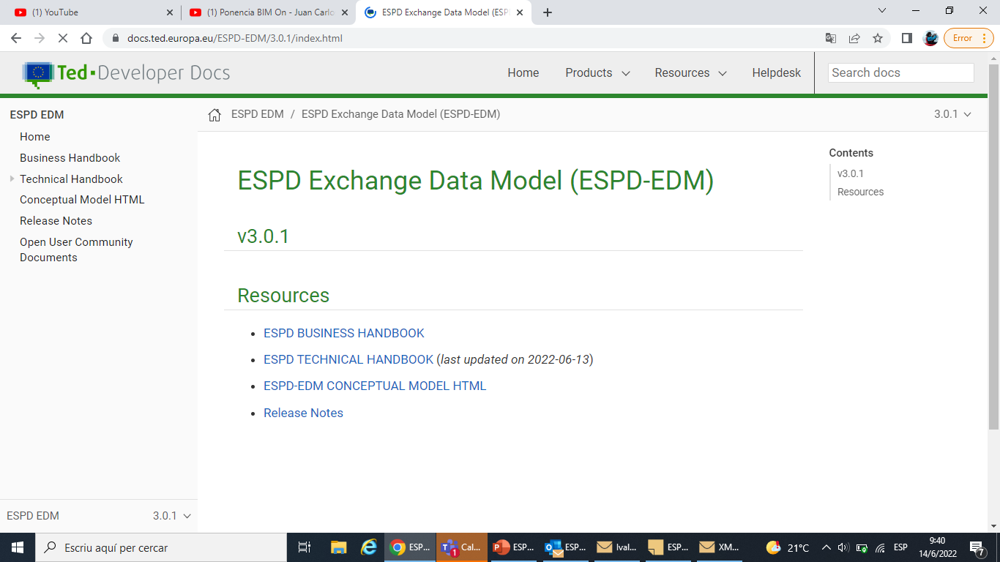 (1) YouTube
(1) Ponencia BIM On - Juan Carlo
ESPD Exchange Data Model (ESP
docs.ted.europa.eu/ESPD-EDM/3.0.1/index.html
Error
Ted Developer Docs
Home
Products
Resources
Helpdesk
Search docs
ESPD EDM
Home
Business Handbook
Technical Handbook
Conceptual Model HTML
Release Notes
Open User Community
Documents
ESPD EDM
3.0.1
ESPD EDM / ESPD Exchange Data Model (ESPD-EDM)
3.0.1
ESPD Exchange Data Model (ESPD-EDM)
v3.0.1
Resources
ESPD BUSINESS HANDBOOK
ESPD TECHNICAL HANDBOOK (last updated on 2022-06-13)
ESPD-EDM CONCEPTUAL MODEL HTML
Release Notes
Contents
v3.0.1
Resources
Escriu aquí per cercar
ESP...
Cal...
1
ESP...
ESP...
Ival...
ESP...
XM...
21°C
ESP
9:40
14/6/2022
7